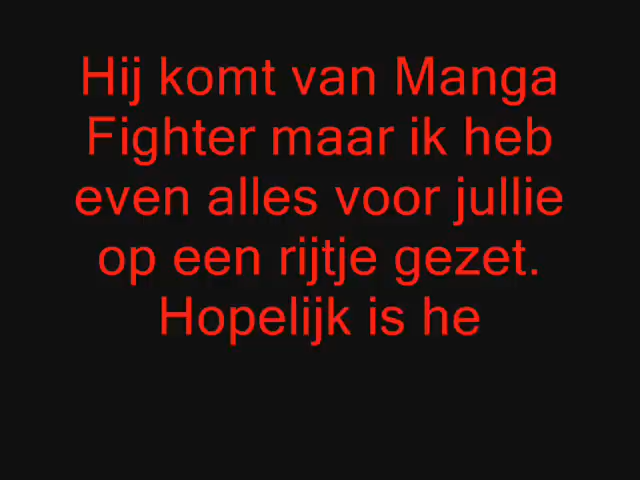 Hij komt van Manga
Fighter maar ik heb
even alles voor jullie
op een rijtje gezet.
Hopelijk is he